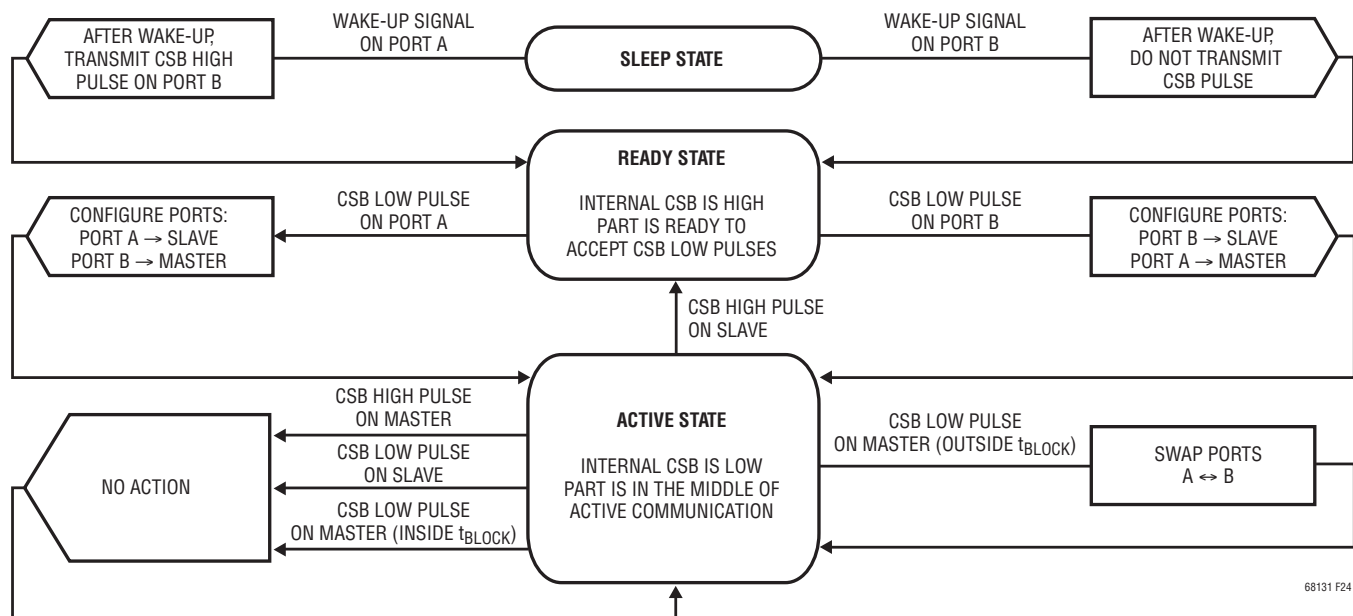 WAKE-UP SIGNAL
ON PORT A
WAKE-UP SIGNAL
ON PORT B
AFTER WAKE-UP,
TRANSMIT CSB HIGH
PULSE ON PORT B
SLEEP STATE
AFTER WAKE-UP,
DO NOT TRANSMIT
CSB PULSE
READY STATE
INTERNAL CSB IS HIGH
PART IS READY TO
ACCEPT CSB LOW PULSES
CSB LOW PULSE
ON PORT A
CSB LOW PULSE
ON PORT B
CONFIGURE PORTS:
PORT A → SLAVE
PORT B → MASTER
CONFIGURE PORTS:
PORT B → SLAVE
PORT A → MASTER
CSB HIGH PULSE
ON SLAVE
CSB HIGH PULSE
ON MASTER
CSB LOW PULSE
ON SLAVE
CSB LOW PULSE
ON MASTER (INSIDE tBLOCK)
NO ACTION
ACTIVE STATE
INTERNAL CSB IS LOW
PART IS IN THE MIDDLE OF
ACTIVE COMMUNICATION
CSB LOW PULSE
ON MASTER (OUTSIDE tBLOCK)
SWAP PORTS
A ↔ B
68131 F24